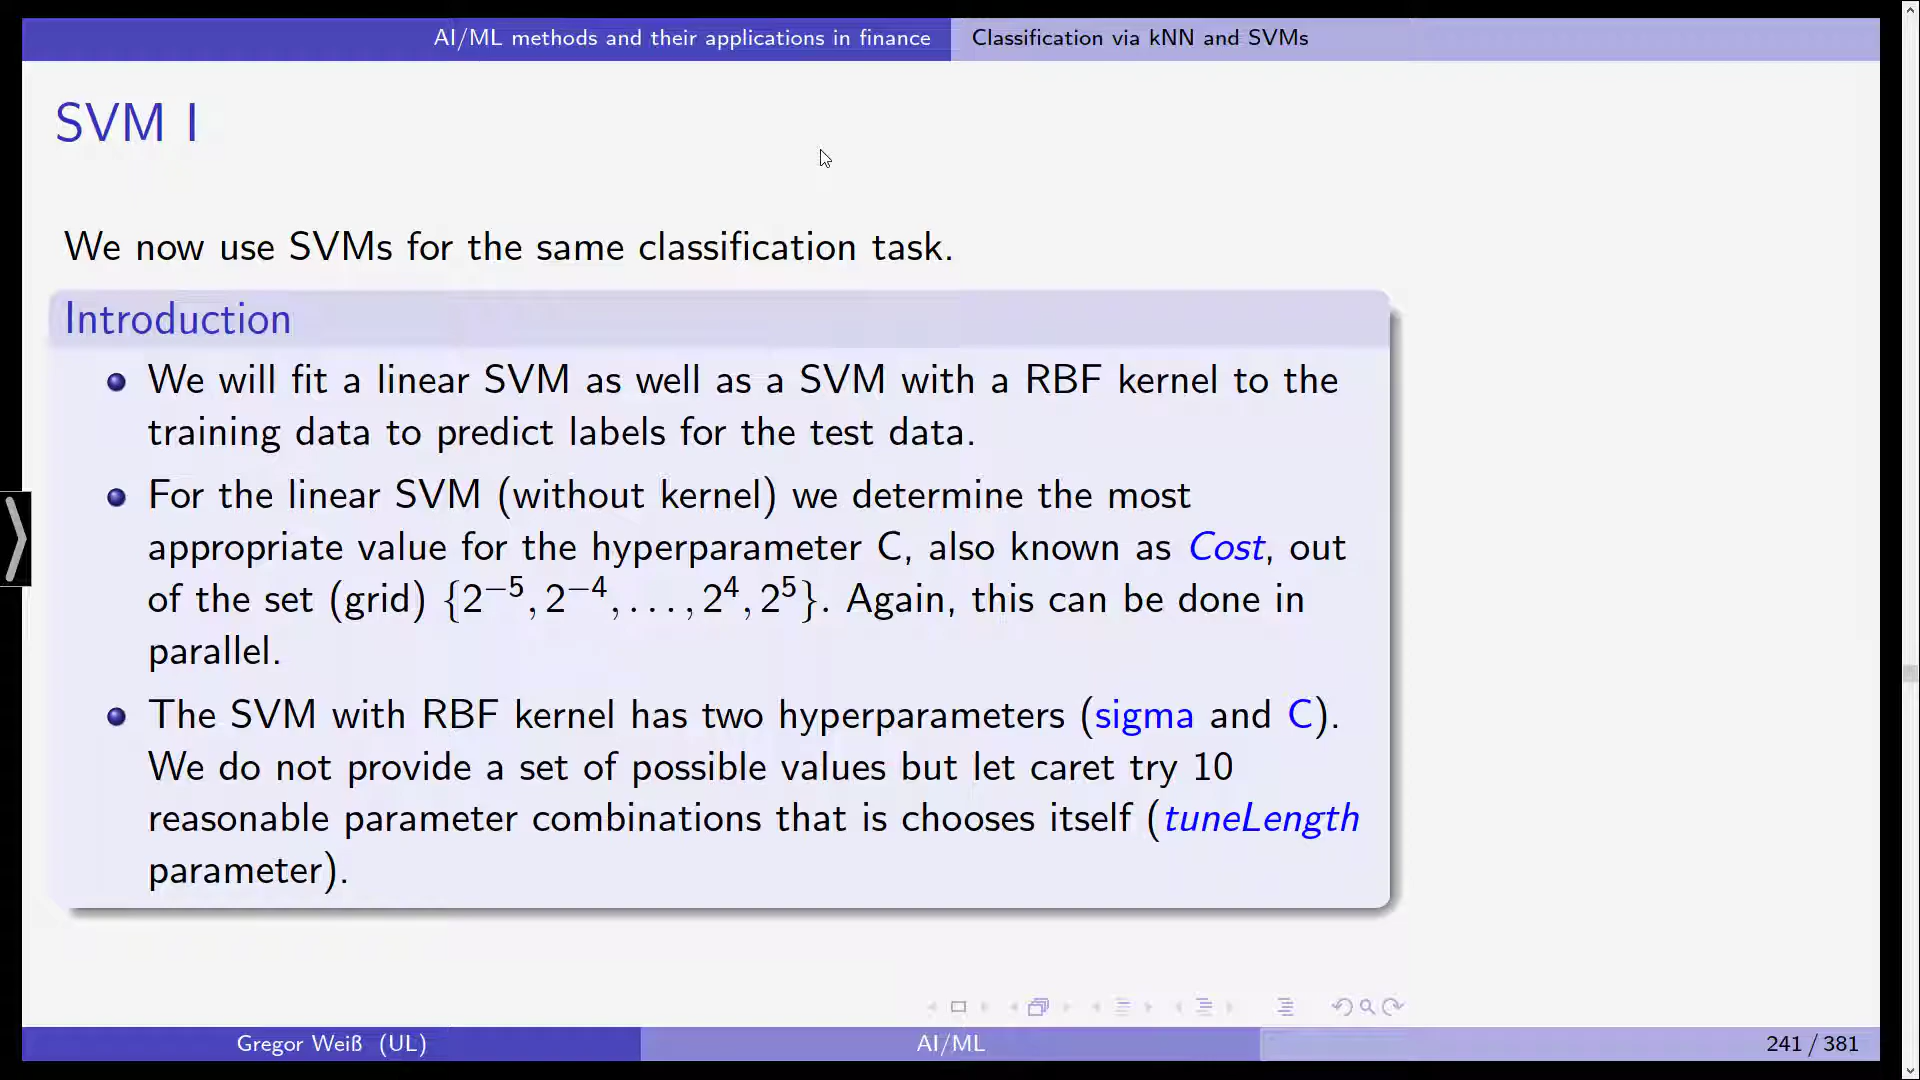 AI/ML methods and their applications in finance Classification via kNN and SVMs
SVM I
We now use SVMs for the same classification task.
Introduction
We will fit a linear SVM as well as a SVM with a RBF kernel to the
training data to predict labels for the test data.
For the linear SVM (without kernel) we determine the most
appropriate value for the hyperparameter C, also known as Cost, out
of the set (grid) {2⁻⁵, 2⁻⁴, . . . , 2⁴, 2⁵}. Again, this can be done in
parallel.
The SVM with RBF kernel has two hyperparameters (sigma and C).
We do not provide a set of possible values but let caret try 10
reasonable parameter combinations that is chooses itself (tuneLength
parameter).
Gregor Weiß (UL) AI/ML 241 / 381